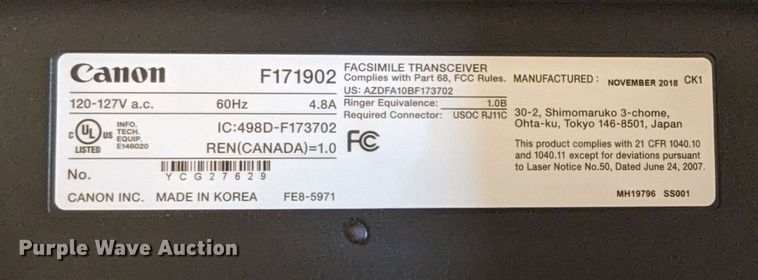 Canon F171902
120-127V a.c. 60Hz 4.8A
c UL US LISTED
INFO.
TECH.
EQUIP.
E146020
IC:498D-F173702
REN(CANADA)=1.0
No. YCG27629
CANON INC. MADE IN KOREA FE8-5971
FACSIMILE TRANSCEIVER
Complies with Part 68, FCC Rules.
US: AZDFA10BF173702
Ringer Equivalence: 1.0B
Required Connector: USOC RJ11C
FC
MANUFACTURED: NOVEMBER 2018 CK1
30-2, Shimomaruko 3-chome,
Ohta-ku, Tokyo 146-8501, Japan
This product complies with 21 CFR 1040.10
and 1040.11 except for deviations pursuant
to Laser Notice No.50, Dated June 24, 2007.
MH19796 SS001
Purple Wave Auction